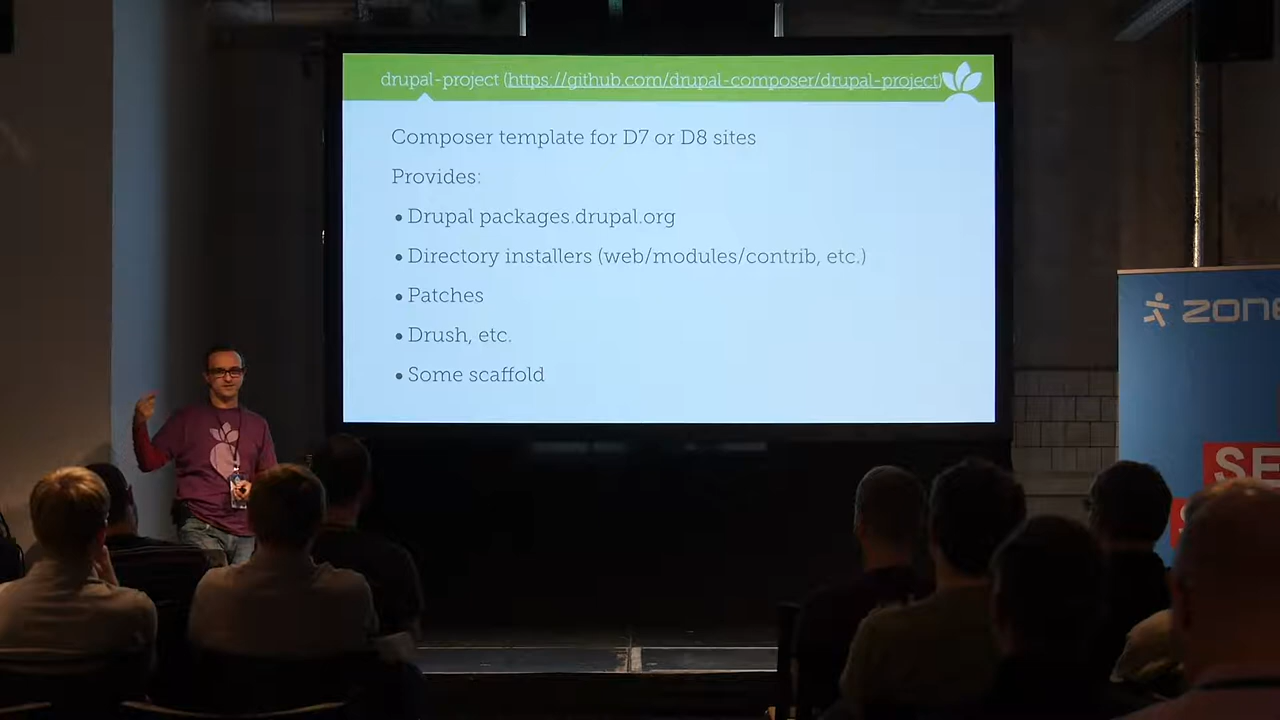 drupal-project (https://github.com/drupal-composer/drupal-project)
Composer template for D7 or D8 sites
Provides:
• Drupal packages.drupal.org
• Directory installers (web/modules/contrib, etc.)
• Patches
• Drush, etc.
• Some scaffold
zone
SE